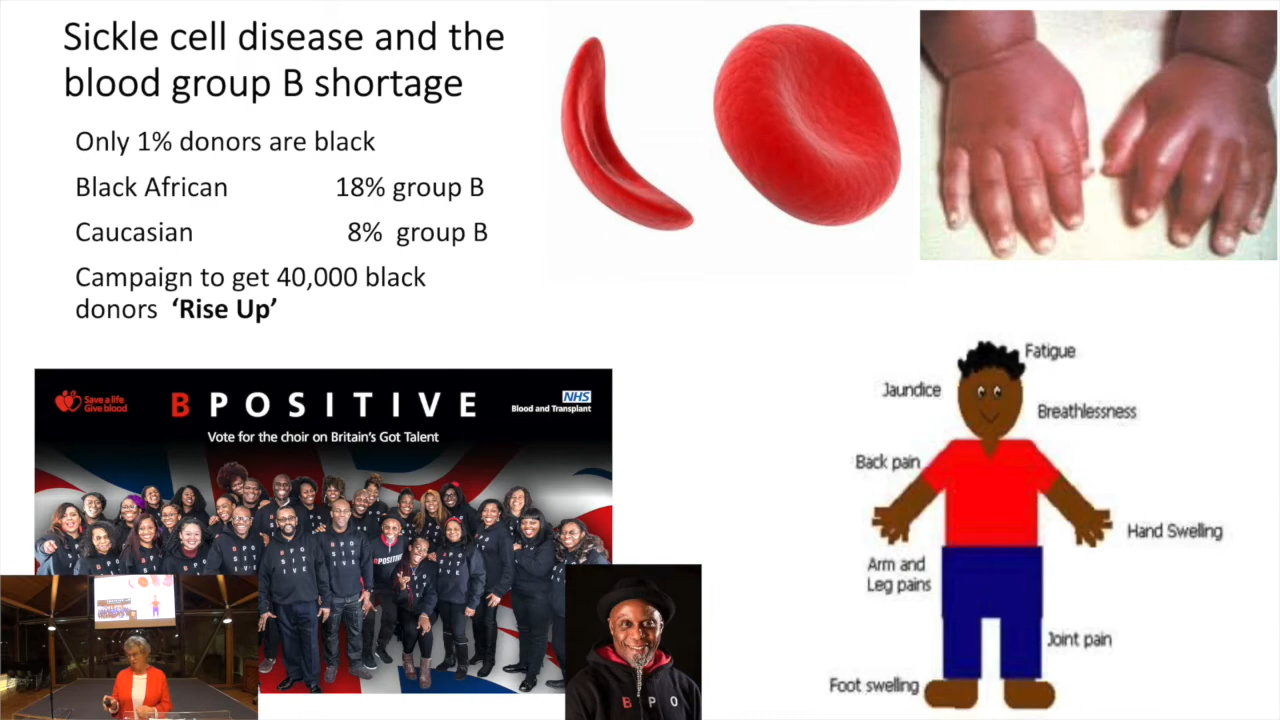 Sickle cell disease and the
blood group B shortage
Only 1% donors are black
Black African 18% group B
Caucasian 8% group B
Campaign to get 40,000 black
donors ‘Rise Up’
Save a life
Give blood
B POSITIVE
NHS
Blood and Transplant
Vote for the choir on Britain's Got Talent
B P O
S I T
I V E
B P O
S I T
I V E
B POSITIVE
B P O
Fatigue
Jaundice
Breathlessness
Back pain
Hand Swelling
Arm and
Leg pains
Joint pain
Foot swelling